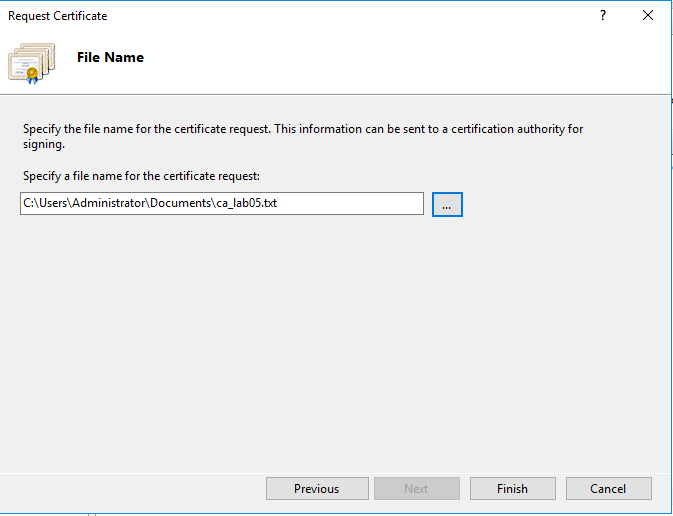 Request Certificate
?
File Name
Specify the file name for the certificate request. This information can be sent to a certification authority for
signing.
Specify a file name for the certificate request:
C:\Users\Administrator\Documents\ca_lab05.txt
...
Previous
Next
Finish
Cancel